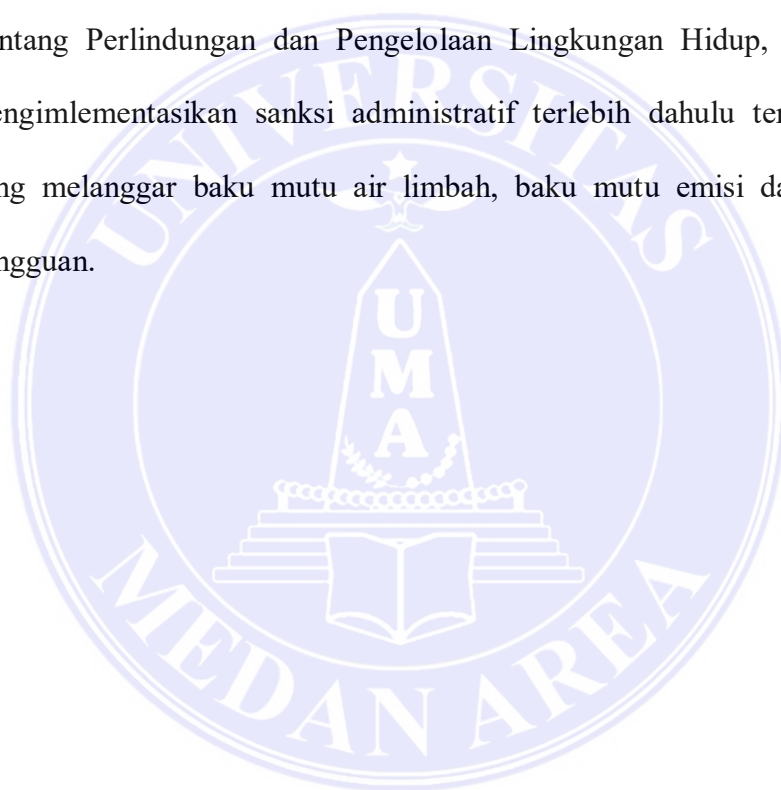 ntang Perlindungan dan Pengelolaan Lingkungan Hidup,
engimlementasikan sanksi administratif terlebih dahulu ter
ng melanggar baku mutu air limbah, baku mutu emisi da
ngguan.
UNIVERSITAS
UMA
MEDAN AREA